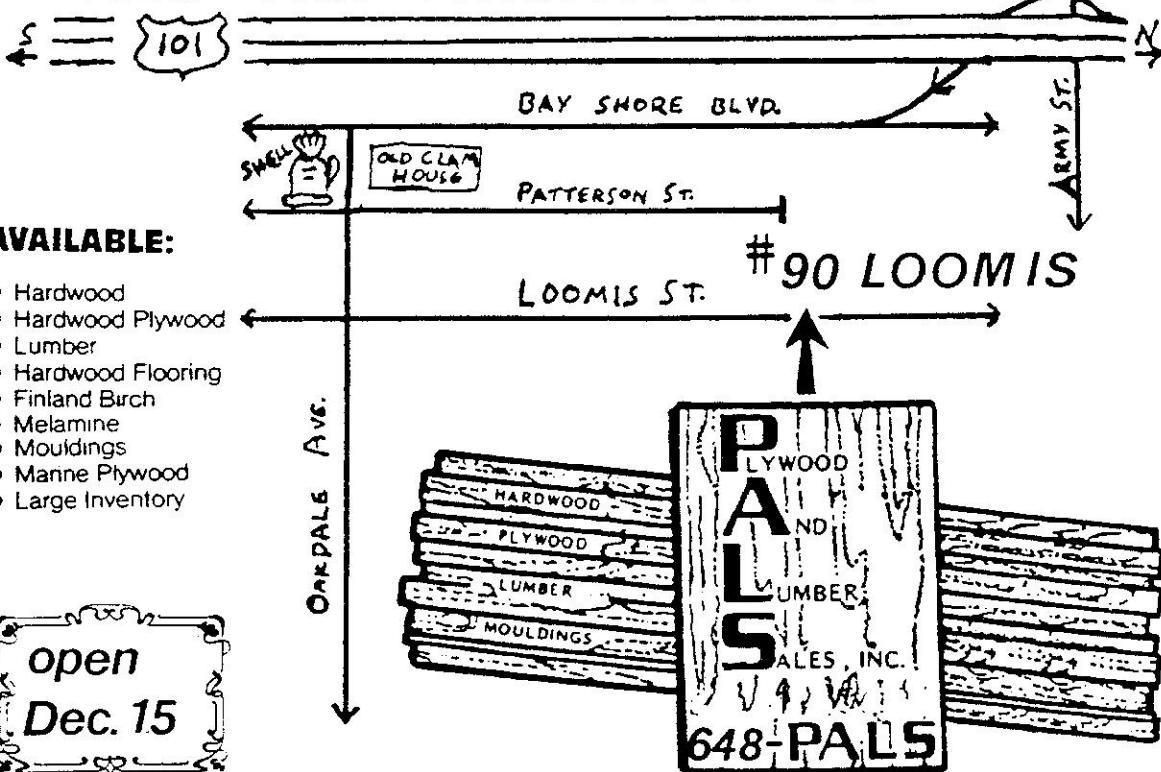 S
101
N
BAY SHORE BLVD.
ARMY ST.
SHELL
OLD CLAM
HOUSE
PATTERSON ST.
AVAILABLE:
Hardwood
Hardwood Plywood
Lumber
Hardwood Flooring
Finland Birch
Melamine
Mouldings
Marine Plywood
Large Inventory
#90 LOOMIS
LOOMIS ST.
OAKDALE AVE.
HARDWOOD
PLYWOOD
LUMBER
MOULDINGS
PLYWOOD
AND
LUMBER
SALES, INC.
648-PALS
open
Dec. 15